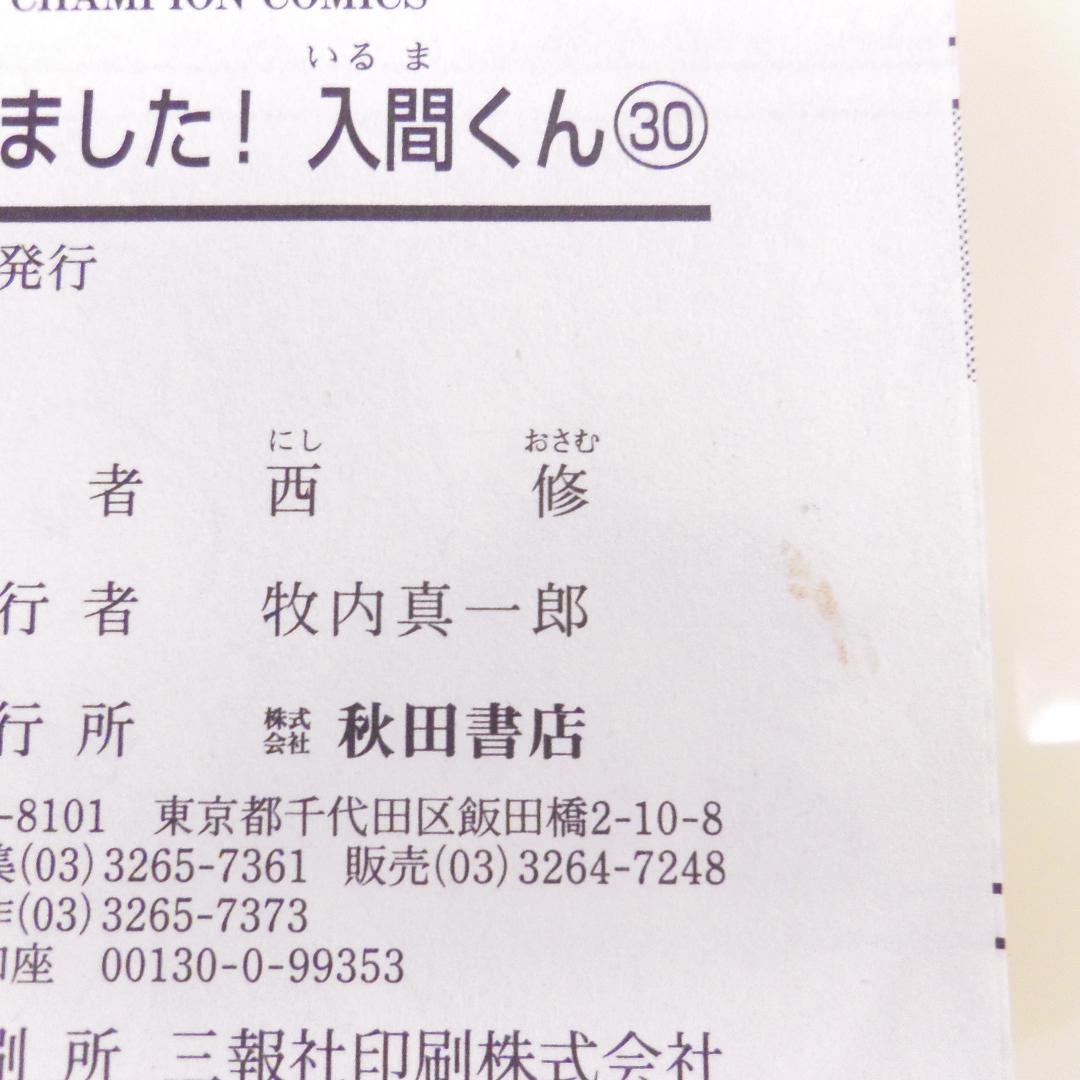 CHAMPION COMICS
いるま
ました! 入間くん㉚
発行
にし おさむ
者 西 修
行者 牧内真一郎
行所 株式会社 秋田書店
-8101 東京都千代田区飯田橋2-10-8
集(03)3265-7361 販売(03)3264-7248
作(03)3265-7373
座 00130-0-99353
刷所 三報社印刷株式会社